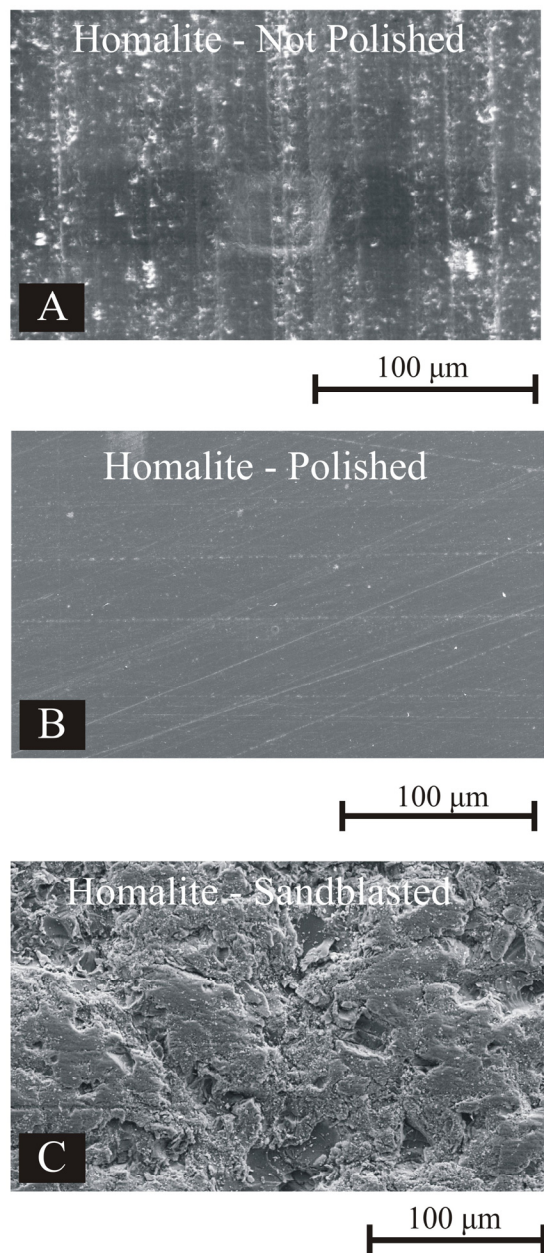 Homalite - Not Polished
A
100 μm
Homalite - Polished
B
100 μm
Homalite - Sandblasted
C
100 μm